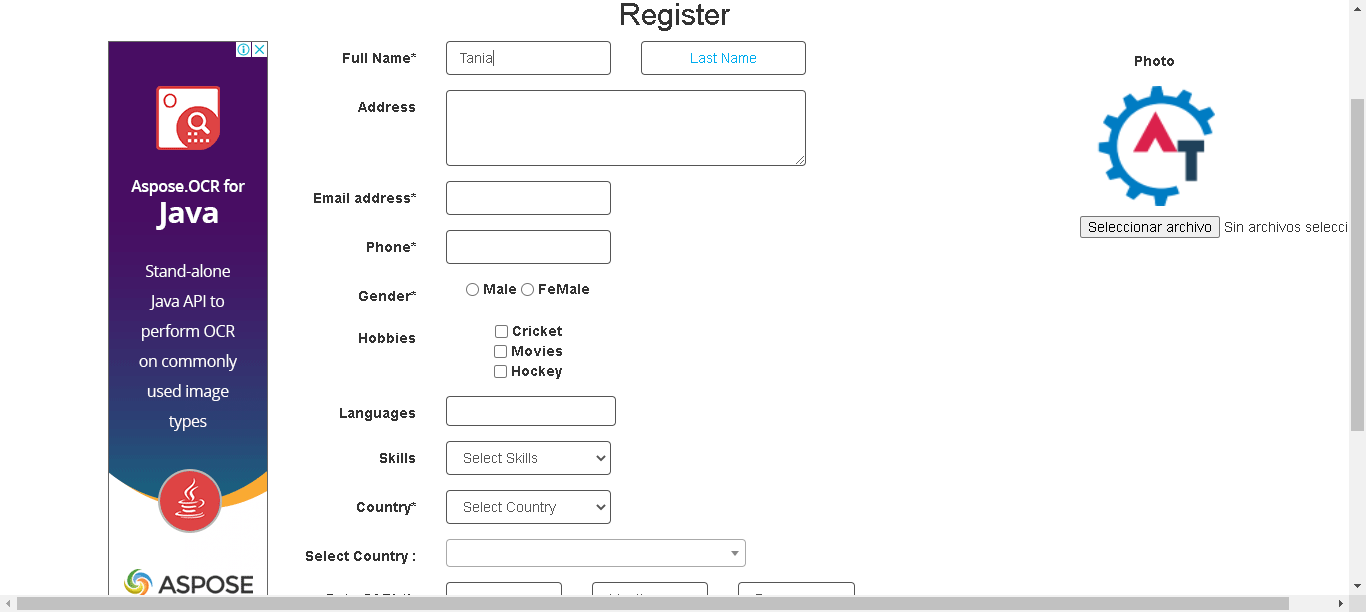 Register
Full Name*
Tania
Last Name
Address
Email address*
Phone*
Gender*
Male
FeMale
Hobbies
Cricket
Movies
Hockey
Languages
Skills
Select Skills
Country*
Select Country
Select Country :
Photo
AT
Seleccionar archivo
Sin archivos selecci
Aspose.OCR for
Java
Stand-alone
Java API to
perform OCR
on commonly
used image
types
ASPOSE